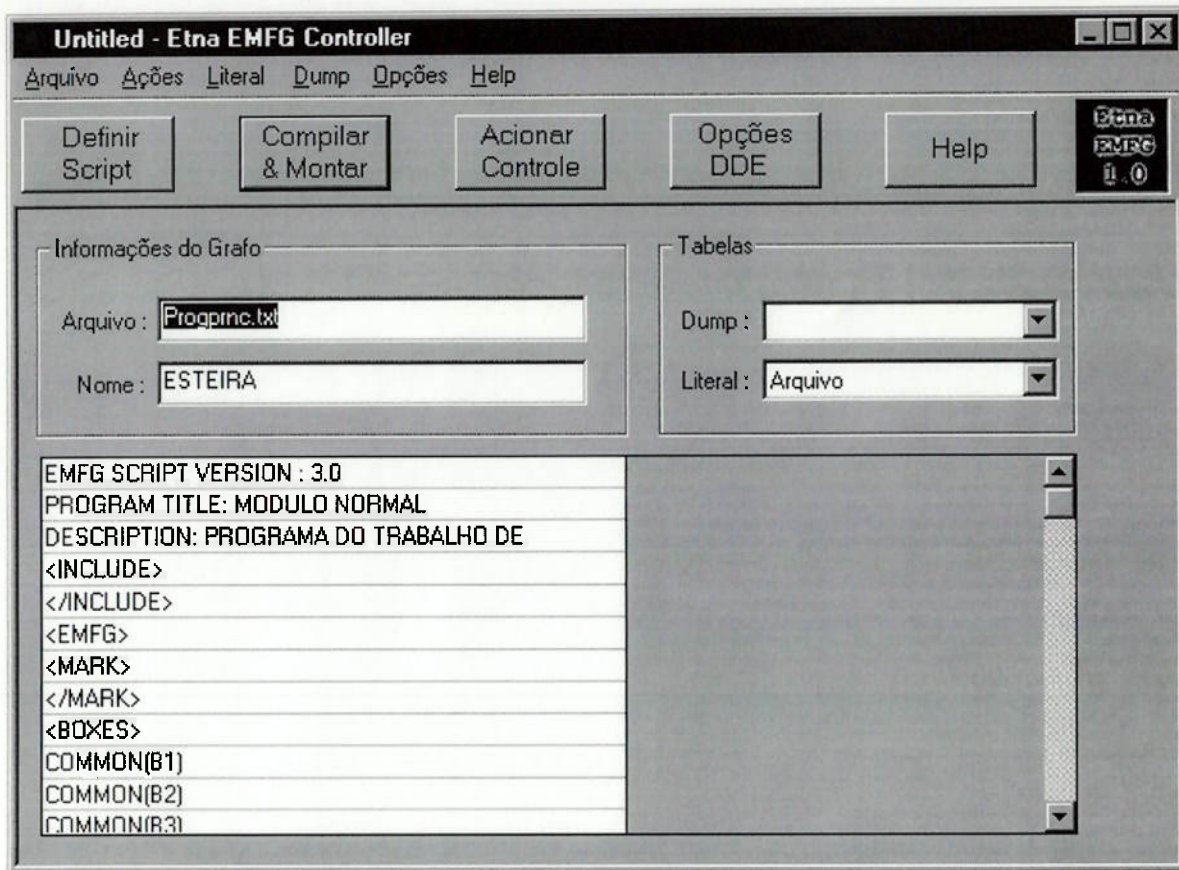 Untitled - Etna EMFG Controller
Arquivo Ações Literal Dump Opções Help
Definir
Script
Compilar
& Montar
Acionar
Controle
Opções
DDE
Help
Etna
EMFG
1.0
Informações do Grafo
Arquivo : Progprnc.txt
Nome : ESTEIRA
Tabelas
Dump :
Literal : Arquivo
EMFG SCRIPT VERSION : 3.0
PROGRAM TITLE: MODULO NORMAL
DESCRIPTION: PROGRAMA DO TRABALHO DE
<INCLUDE>
</INCLUDE>
<EMFG>
<MARK>
</MARK>
<BOXES>
COMMON(B1)
COMMON(B2)
COMMON(B3)